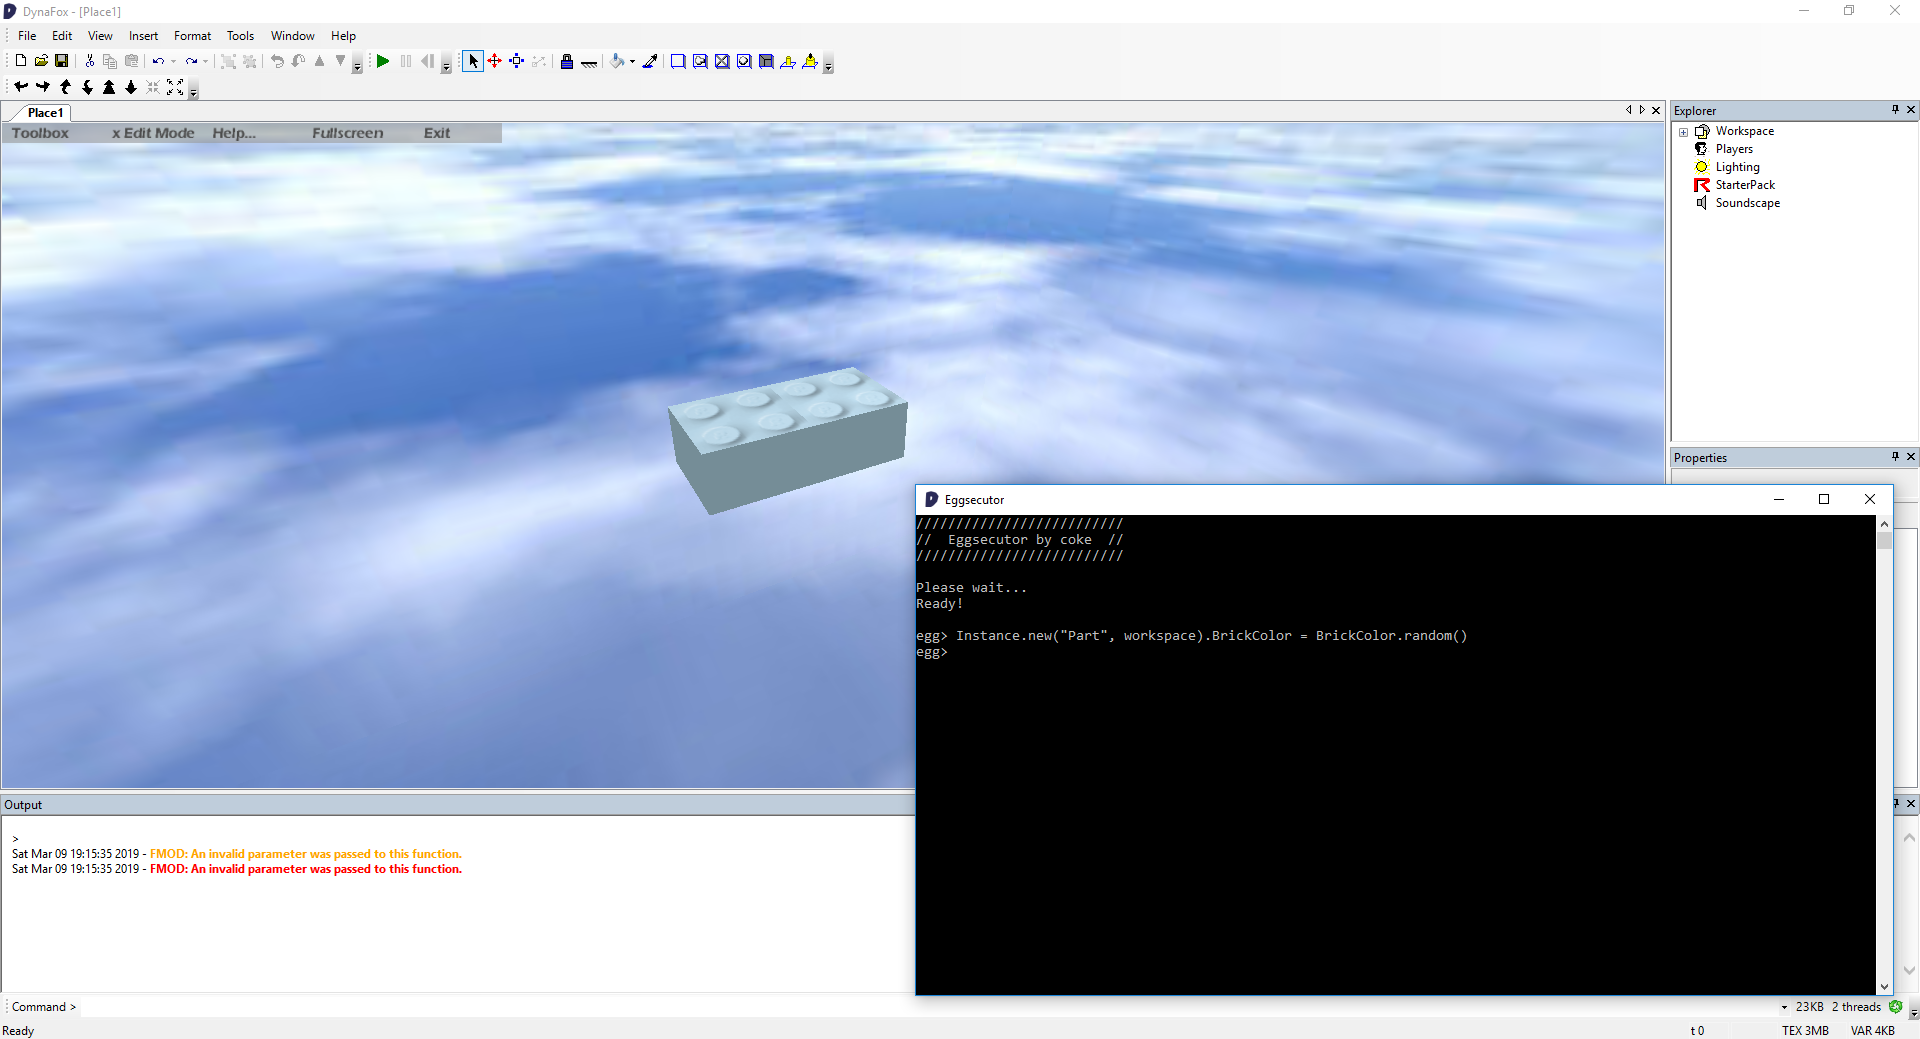 DynaFox - [Place1]
File Edit View Insert Format Tools Window Help
Place1
Toolbox x Edit Mode Help... Fullscreen Exit
Explorer
Workspace
Players
Lighting
StarterPack
Soundscape
Properties
Eggsecutor
//////////////////////////
//  Eggsecutor by coke  //
//////////////////////////
Please wait...
Ready!
egg> Instance.new("Part", workspace).BrickColor = BrickColor.random()
egg>
Output
>
Sat Mar 09 19:15:35 2019 - FMOD: An invalid parameter was passed to this function.
Sat Mar 09 19:15:35 2019 - FMOD: An invalid parameter was passed to this function.
Command >
23KB 2 threads
Ready
t 0 TEX 3MB VAR 4KB